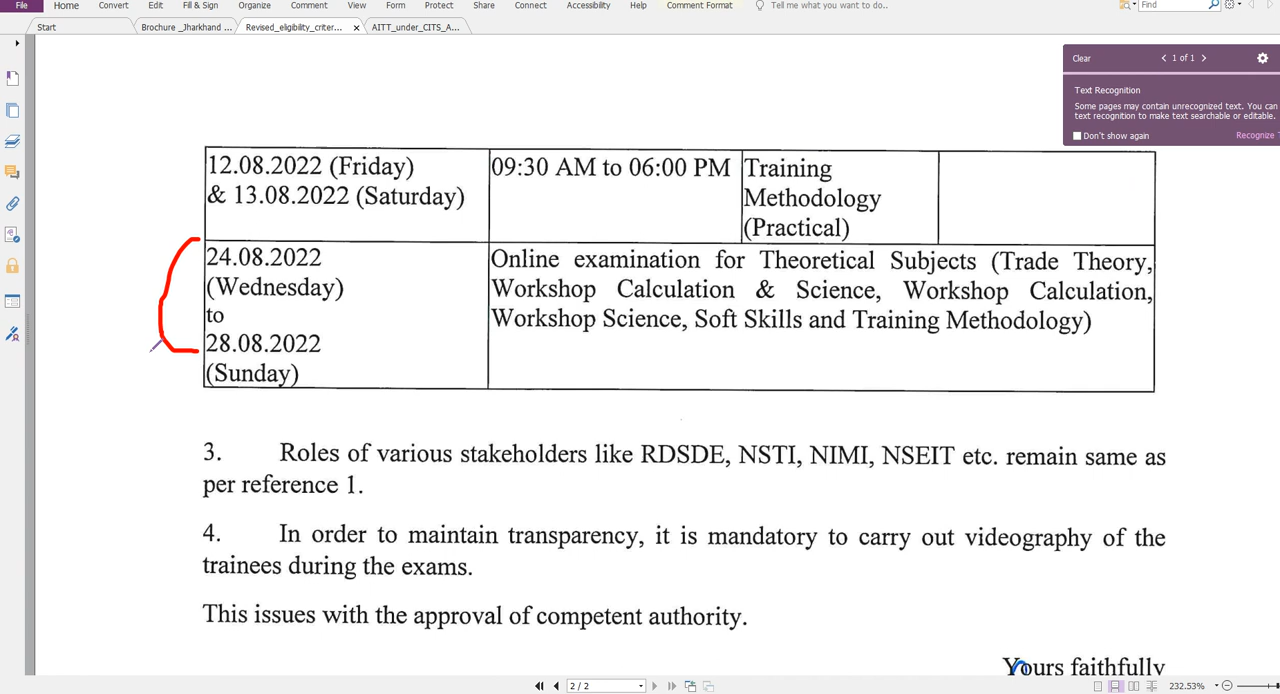 File Home Convert Edit Fill & Sign Organize Comment View Form Protect Share Connect Accessibility Help Comment Format Tell me what you want to do.. Find
Start Brochure _Jharkhand ... Revised_eligibility_criter... × AITT_under_CITS_A...
Clear 1 of 1
Text Recognition
Some pages may contain unrecognized text. You can
text recognition to make text searchable or editable.
Don't show again Recognize
12.08.2022 (Friday)
& 13.08.2022 (Saturday)
09:30 AM to 06:00 PM
Training
Methodology
(Practical)
24.08.2022
(Wednesday)
to
28.08.2022
(Sunday)
Online examination for Theoretical Subjects (Trade Theory,
Workshop Calculation & Science, Workshop Calculation,
Workshop Science, Soft Skills and Training Methodology)
3. Roles of various stakeholders like RDSDE, NSTI, NIMI, NSEIT etc. remain same as
per reference 1.
4. In order to maintain transparency, it is mandatory to carry out videography of the
trainees during the exams.
This issues with the approval of competent authority.
Yours faithfully
2 / 2 232.53%